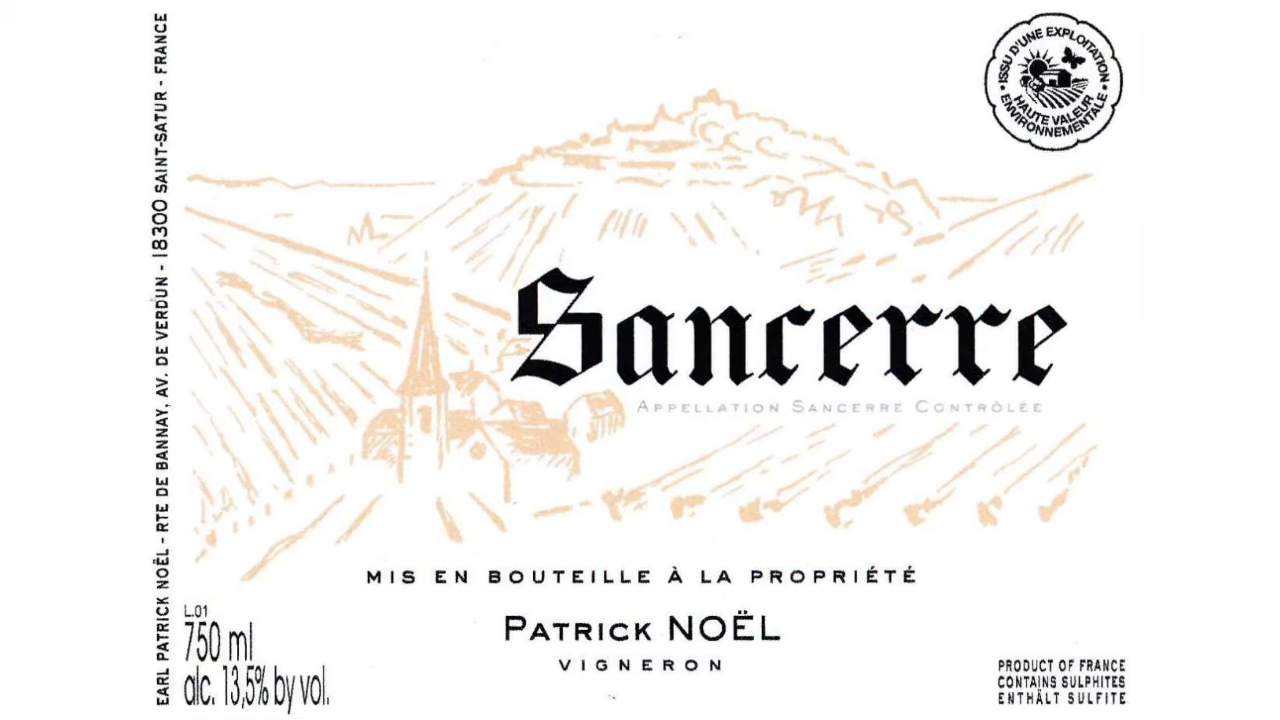 EARL PATRICK NOËL - RTE DE BANNAY, AV. DE VERDUN - 18300 SAINT-SATUR - FRANCE
• ISSU D'UNE EXPLOITATION •
HAUTE VALEUR
ENVIRONNEMENTALE
Sancerre
APPELLATION SANCERRE CONTRÔLÉE
MIS EN BOUTEILLE À LA PROPRIÉTÉ
PATRICK NOËL
VIGNERON
L.01
750 ml
alc. 13,5% by vol.
PRODUCT OF FRANCE
CONTAINS SULPHITES
ENTHÄLT SULFITE